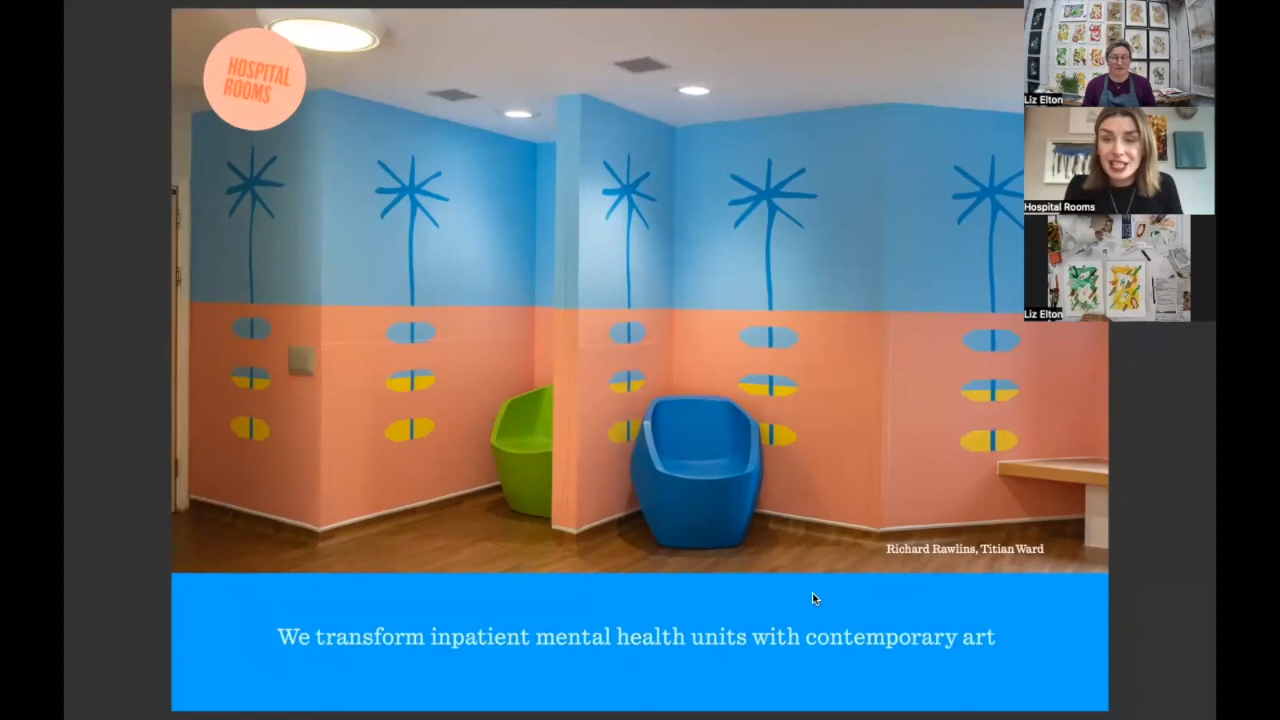 HOSPITAL
ROOMS
Liz Elton
Hospital Rooms
Liz Elton
Richard Rawlins, Titian Ward
We transform inpatient mental health units with contemporary art